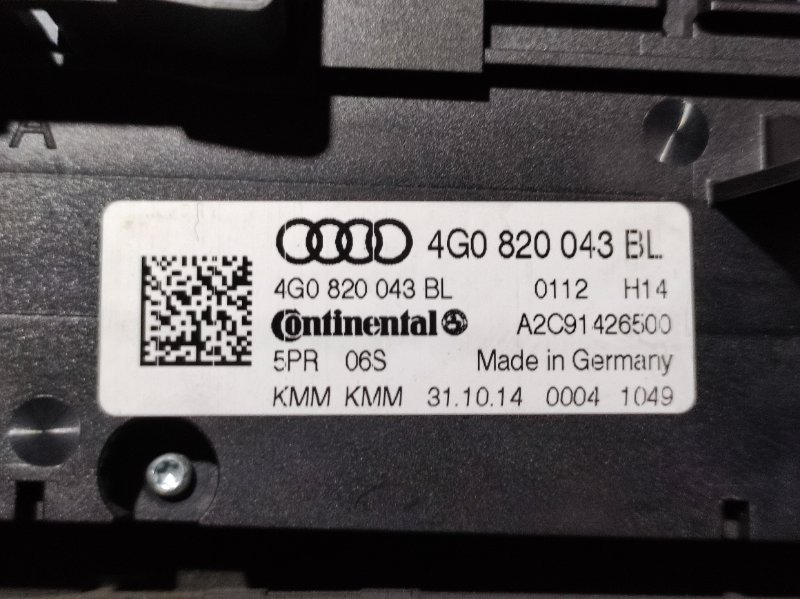 A
4G0 820 043 BL
4G0 820 043 BL 0112 H14
Continental A2C91426500
5PR 06S Made in Germany
KMM KMM 31.10.14 0004 1049